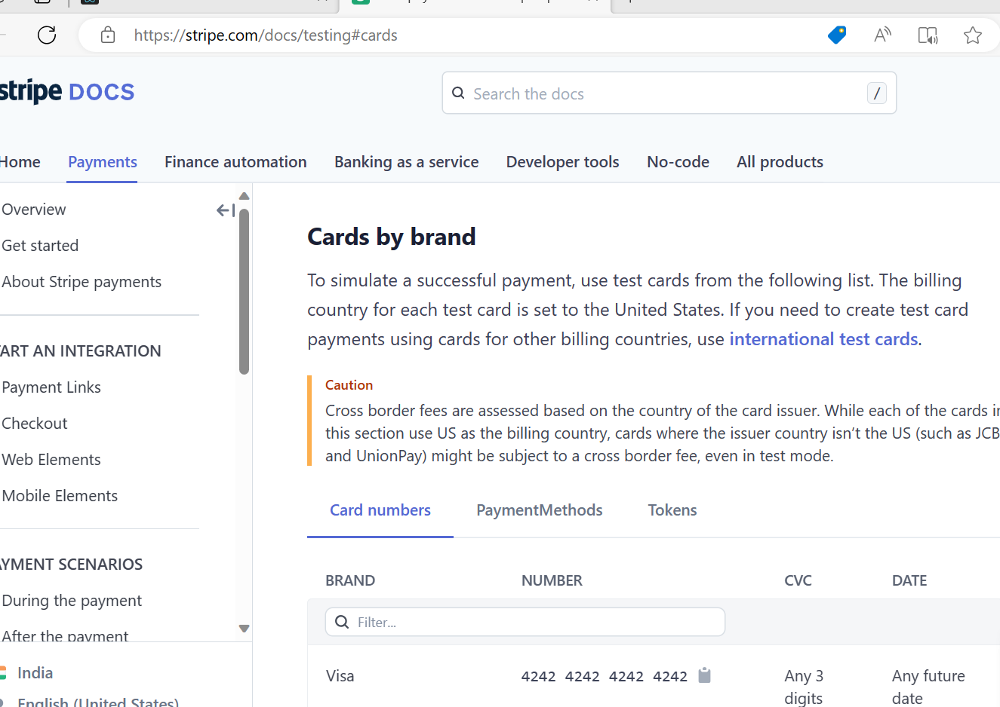 https://stripe.com/docs/testing#cards
stripe DOCS
Search the docs
/
Home Payments Finance automation Banking as a service Developer tools No-code All products
Overview
Get started
About Stripe payments
ART AN INTEGRATION
Payment Links
Checkout
Web Elements
Mobile Elements
AYMENT SCENARIOS
During the payment
After the payment
India
English (United States)
Cards by brand
To simulate a successful payment, use test cards from the following list. The billing
country for each test card is set to the United States. If you need to create test card
payments using cards for other billing countries, use international test cards.
Caution
Cross border fees are assessed based on the country of the card issuer. While each of the cards in
this section use US as the billing country, cards where the issuer country isn’t the US (such as JCB
and UnionPay) might be subject to a cross border fee, even in test mode.
Card numbers PaymentMethods Tokens
BRAND NUMBER CVC DATE
Filter...
Visa 4242 4242 4242 4242 Any 3 Any future
digits date